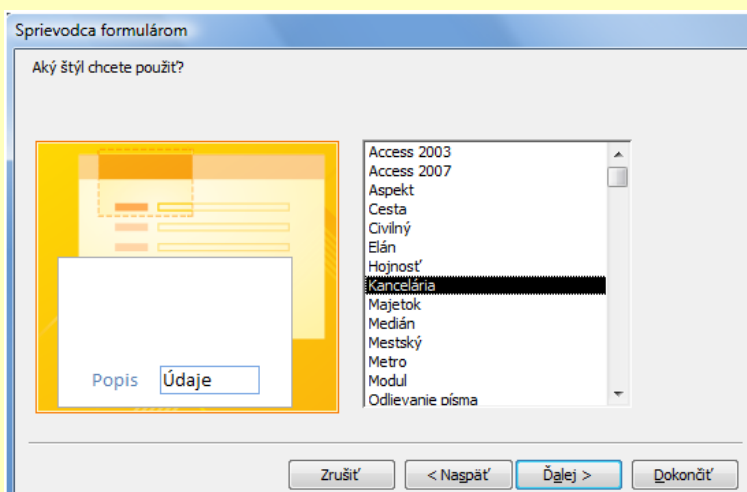 Sprievodca formulárom
Aký štýl chcete použiť?
Access 2003
Access 2007
Aspekt
Cesta
Civilný
Elán
Hojnosť
Kancelária
Majetok
Medián
Mestský
Metro
Modul
Odlievanie písma
Popis Údaje
Zrušiť < Naspäť Ďalej > Dokončiť